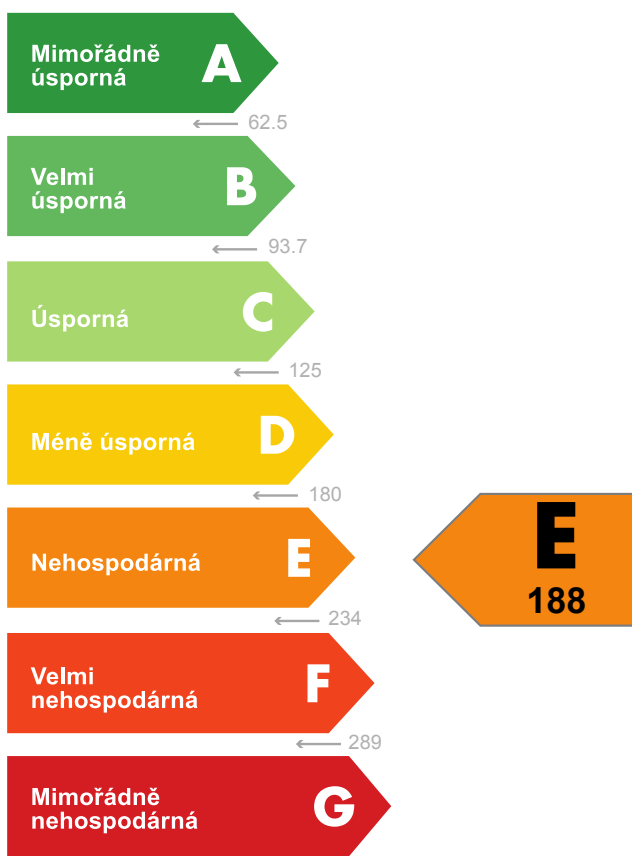 Mimořádně
úsporná
A
62.5
Velmi
úsporná
B
93.7
Úsporná
C
125
Méně úsporná
D
180
Nehospodárná
E
E
188
234
Velmi
nehospodárná
F
289
Mimořádně
nehospodárná
G